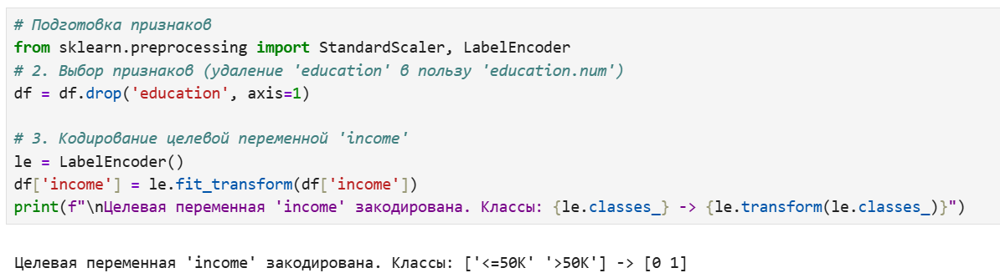 # Подготовка признаков
from sklearn.preprocessing import StandardScaler, LabelEncoder
# 2. Выбор признаков (удаление 'education' в пользу 'education.num')
df = df.drop('education', axis=1)
# 3. Кодирование целевой переменной 'income'
le = LabelEncoder()
df['income'] = le.fit_transform(df['income'])
print(f"\nЦелевая переменная 'income' закодирована. Классы: {le.classes_} -> {le.transform(le.classes_)}")
Целевая переменная 'income' закодирована. Классы: ['<=50K' '>50K'] -> [0 1]